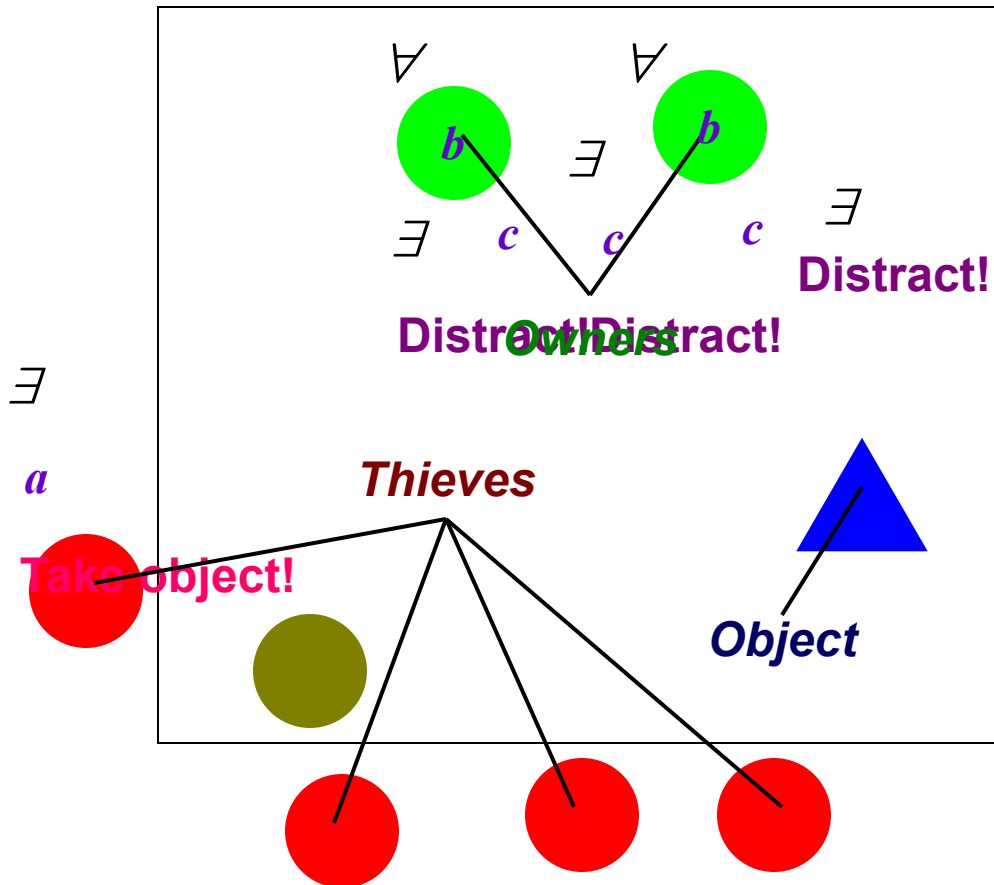 ∀ ∀
b b
∃
∃
∃
c c c
Distract!
Distract! Distract!
Owners
∃
a
Thieves
Take object!
Object